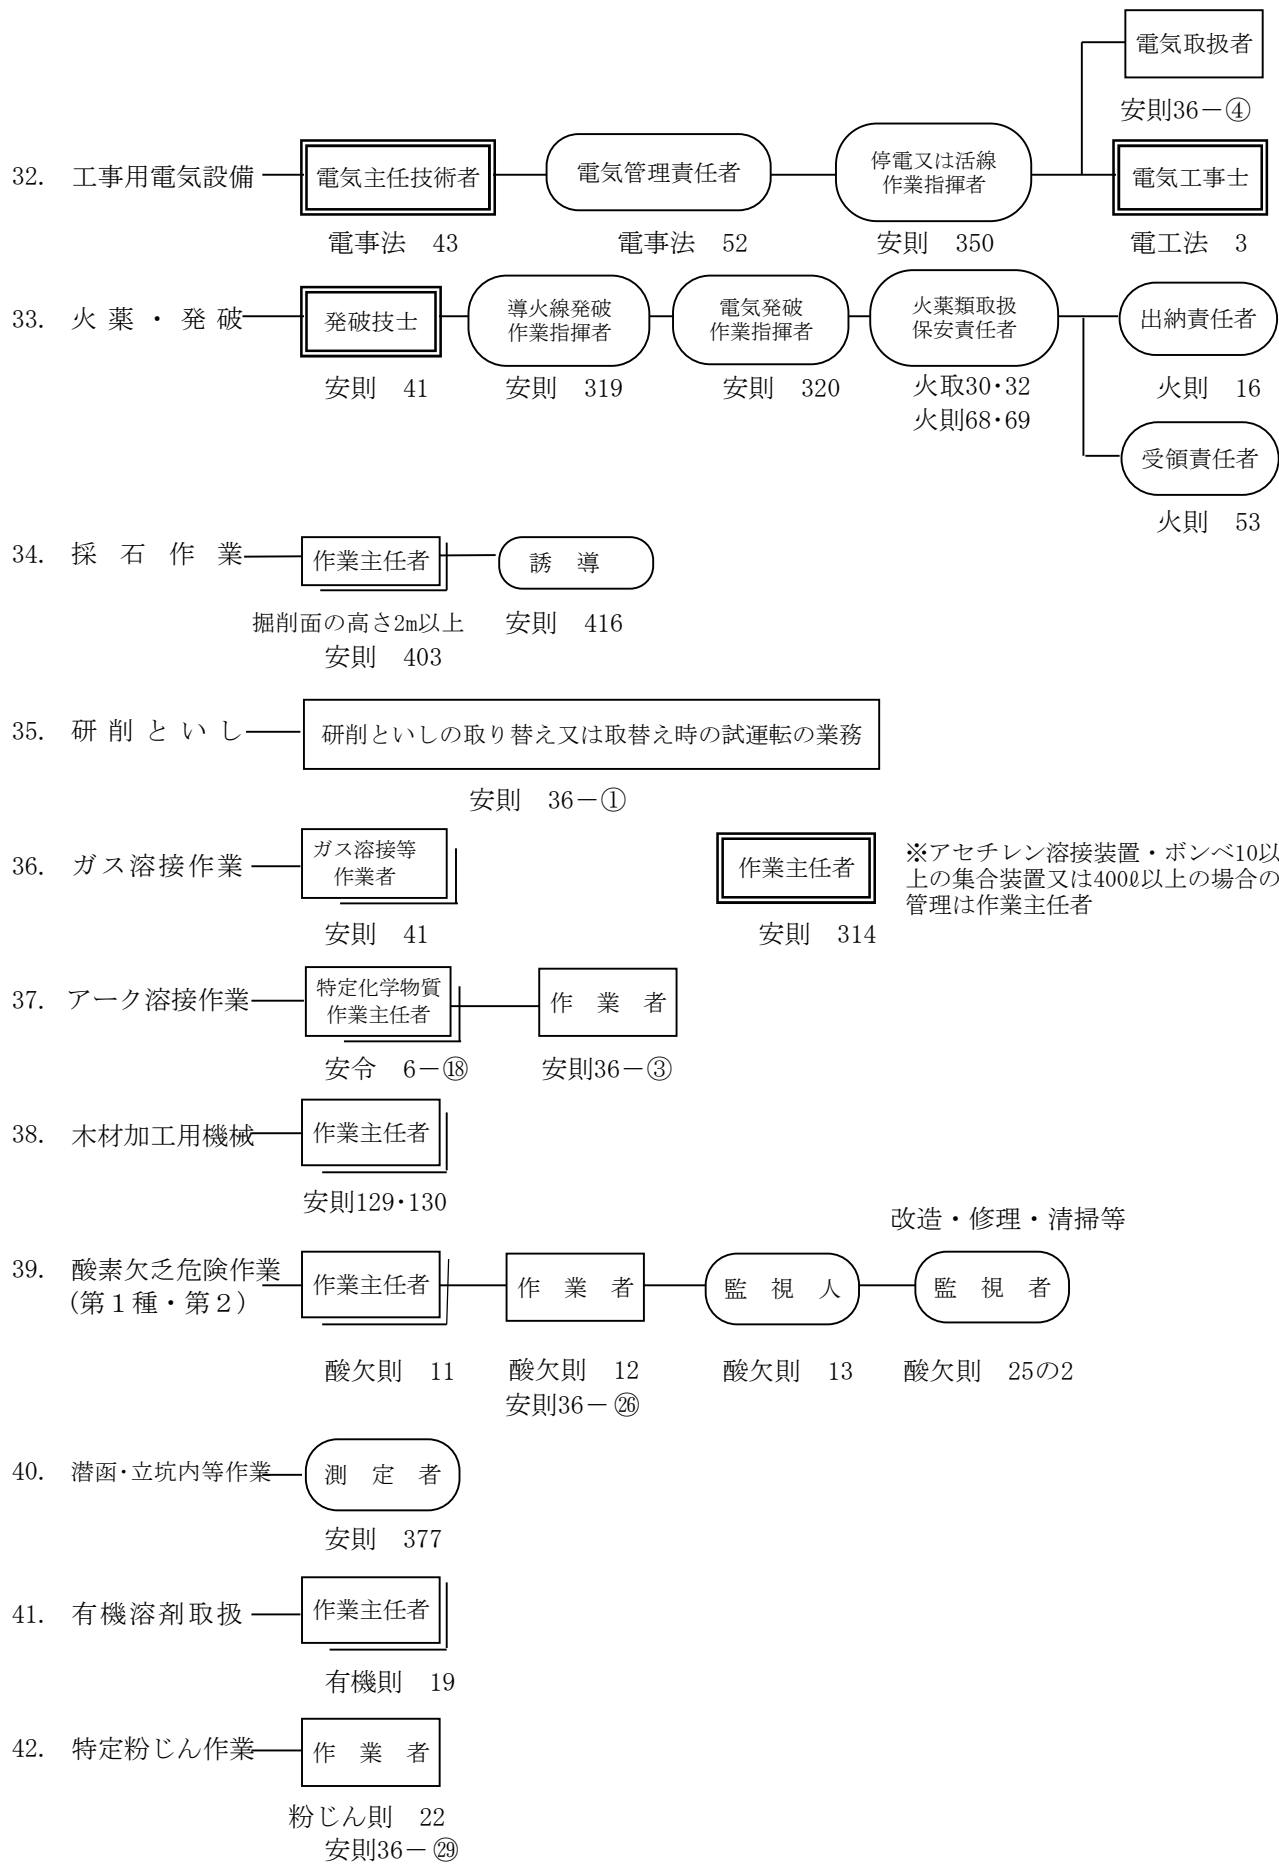 電気取扱者
安則36－④
32. 工事用電気設備
電気主任技術者
電気管理責任者
停電又は活線
作業指揮者
電気工事士
電事法 43
電事法 52
安則 350
電工法 3
33. 火薬・発破
発破技士
導火線発破
作業指揮者
電気発破
作業指揮者
火薬類取扱
保安責任者
出納責任者
安則 41
安則 319
安則 320
火取30・32
火則68・69
火則 16
受領責任者
火則 53
34. 採石作業
作業主任者
誘導
掘削面の高さ2m以上
安則 403
安則 416
35. 研削といし
研削といしの取り替え又は取替え時の試運転の業務
安則 36－①
36. ガス溶接作業
ガス溶接等
作業者
安則 41
作業主任者
安則 314
※アセチレン溶接装置・ボンベ10以
上の集合装置又は400ℓ以上の場合の
管理は作業主任者
37. アーク溶接作業
特定化学物質
作業主任者
作業者
安令 6－⑱
安則36－③
38. 木材加工用機械
作業主任者
安則129・130
改造・修理・清掃等
39. 酸素欠乏危険作業
(第１種・第２)
作業主任者
作業者
監視人
監視者
酸欠則 11
酸欠則 12
安則36－㉖
酸欠則 13
酸欠則 25の2
40. 潜函・立坑内等作業
測定者
安則 377
41. 有機溶剤取扱
作業主任者
有機則 19
42. 特定粉じん作業
作業者
粉じん則 22
安則36－㉙